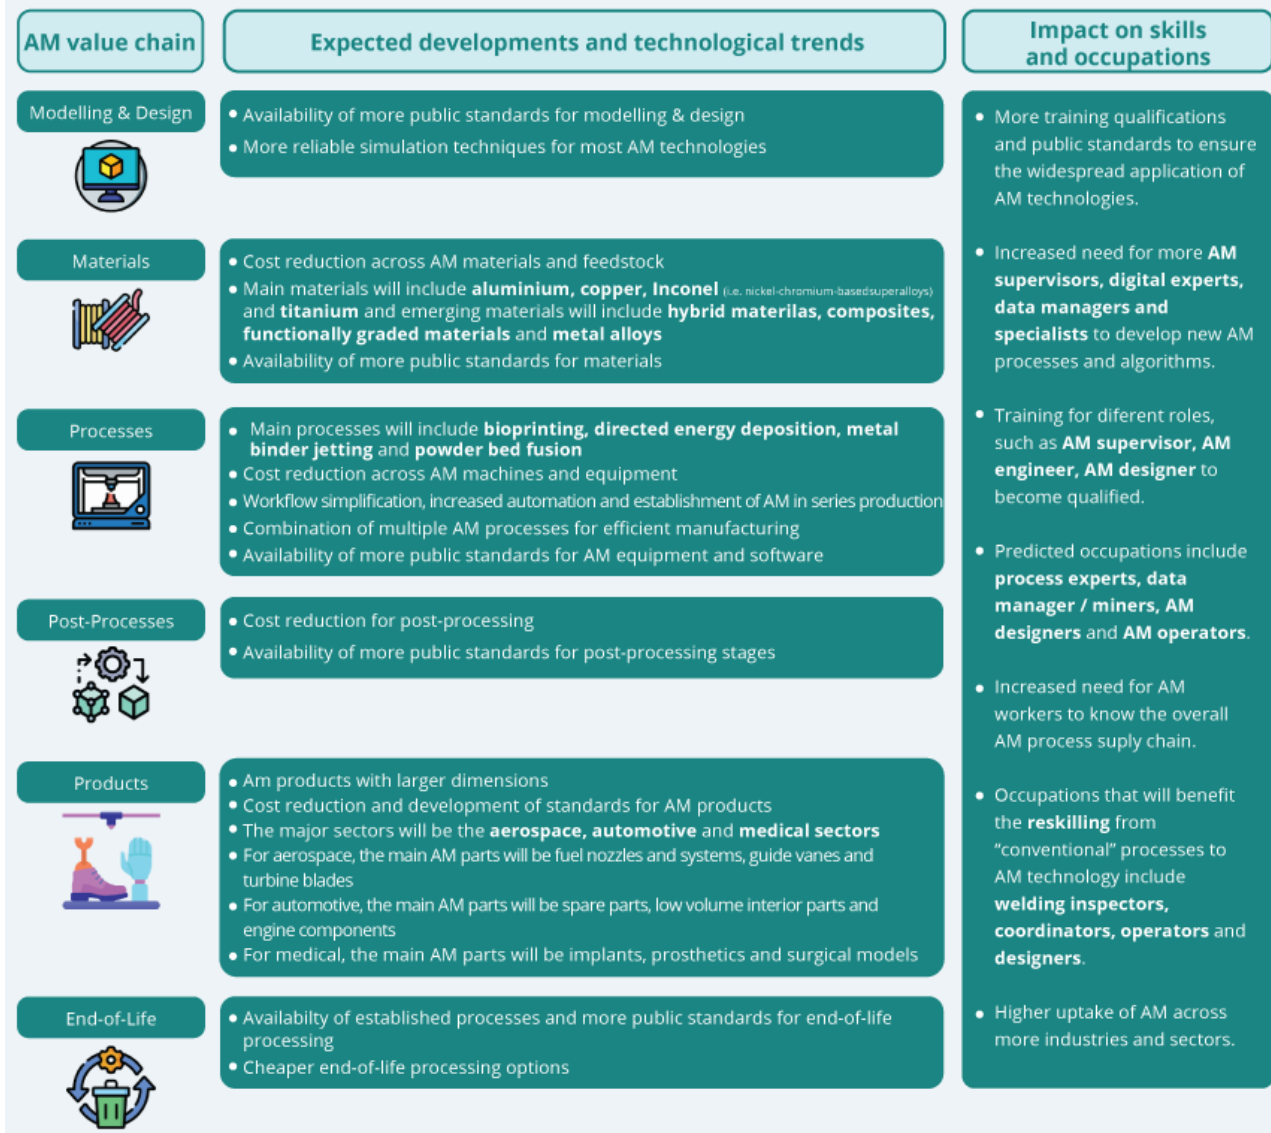 AM value chain
Expected developments and technological trends
Impact on skills
and occupations
Modelling & Design
• Availability of more public standards for modelling & design
• More reliable simulation techniques for most AM technologies
Materials
• Cost reduction across AM materials and feedstock
• Main materials will include aluminium, copper, Inconel (i.e. nickel-chromium-basedsuperalloys)
and titanium and emerging materials will include hybrid materilas, composites,
functionally graded materials and metal alloys
• Availability of more public standards for materials
Processes
• Main processes will include bioprinting, directed energy deposition, metal
binder jetting and powder bed fusion
• Cost reduction across AM machines and equipment
• Workflow simplification, increased automation and establishment of AM in series production
• Combination of multiple AM processes for efficient manufacturing
• Availability of more public standards for AM equipment and software
Post-Processes
• Cost reduction for post-processing
• Availability of more public standards for post-processing stages
Products
• Am products with larger dimensions
• Cost reduction and development of standards for AM products
• The major sectors will be the aerospace, automotive and medical sectors
• For aerospace, the main AM parts will be fuel nozzles and systems, guide vanes and
turbine blades
• For automotive, the main AM parts will be spare parts, low volume interior parts and
engine components
• For medical, the main AM parts will be implants, prosthetics and surgical models
End-of-Life
• Availabilty of established processes and more public standards for end-of-life
processing
• Cheaper end-of-life processing options
• More training qualifications
and public standards to ensure
the widespread application of
AM technologies.
• Increased need for more AM
supervisors, digital experts,
data managers and
specialists to develop new AM
processes and algorithms.
• Training for diferent roles,
such as AM supervisor, AM
engineer, AM designer to
become qualified.
• Predicted occupations include
process experts, data
manager / miners, AM
designers and AM operators.
• Increased need for AM
workers to know the overall
AM process suply chain.
• Occupations that will benefit
the reskilling from
“conventional” processes to
AM technology include
welding inspectors,
coordinators, operators and
designers.
• Higher uptake of AM across
more industries and sectors.